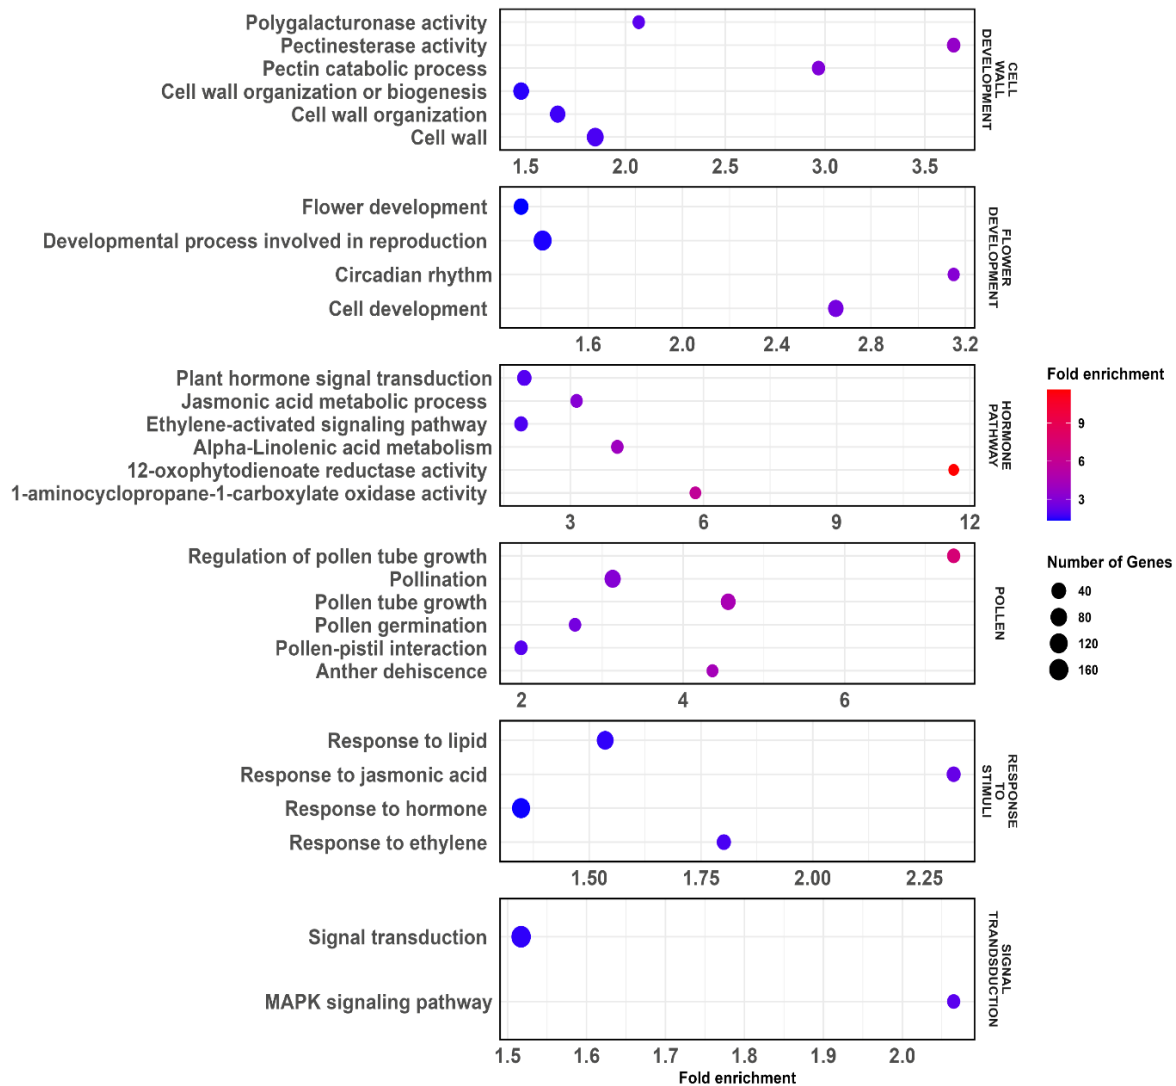 Polygalacturonase activity
Pectinesterase activity
Pectin catabolic process
Cell wall organization or biogenesis
Cell wall organization
Cell wall
1.5 2.0 2.5 3.0 3.5
CELL
WALL
DEVELOPMENT
Flower development
Developmental process involved in reproduction
Circadian rhythm
Cell development
1.6 2.0 2.4 2.8 3.2
FLOWER
DEVELOPMENT
Plant hormone signal transduction
Jasmonic acid metabolic process
Ethylene-activated signaling pathway
Alpha-Linolenic acid metabolism
12-oxophytodienoate reductase activity
1-aminocyclopropane-1-carboxylate oxidase activity
3 6 9 12
HORMONE
PATHWAY
Regulation of pollen tube growth
Pollination
Pollen tube growth
Pollen germination
Pollen-pistil interaction
Anther dehiscence
2 4 6
POLLEN
Response to lipid
Response to jasmonic acid
Response to hormone
Response to ethylene
1.50 1.75 2.00 2.25
RESPONSE
TO
STIMULI
Signal transduction
MAPK signaling pathway
1.5 1.6 1.7 1.8 1.9 2.0
SIGNAL
TRANDSDUCTION
Fold enrichment
Fold enrichment
9
6
3
Number of Genes
40
80
120
160